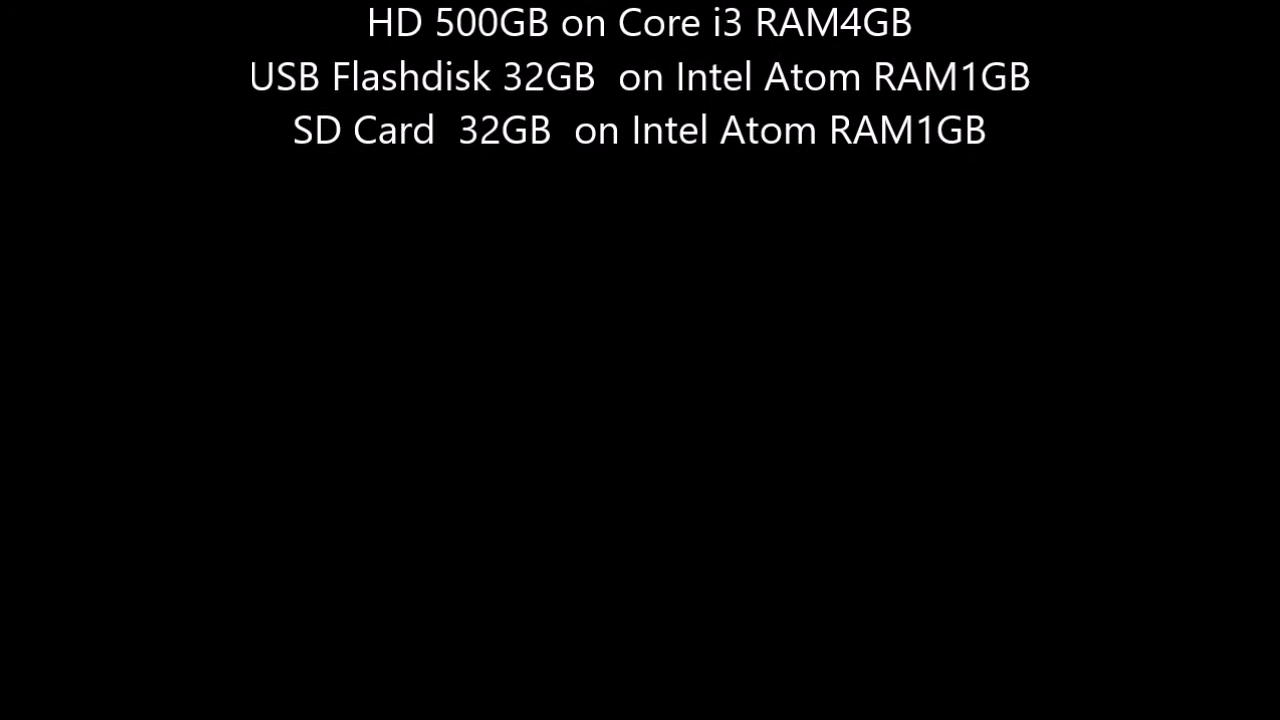 HD 500GB on Core i3 RAM4GB
USB Flashdisk 32GB  on Intel Atom RAM1GB
SD Card  32GB  on Intel Atom RAM1GB